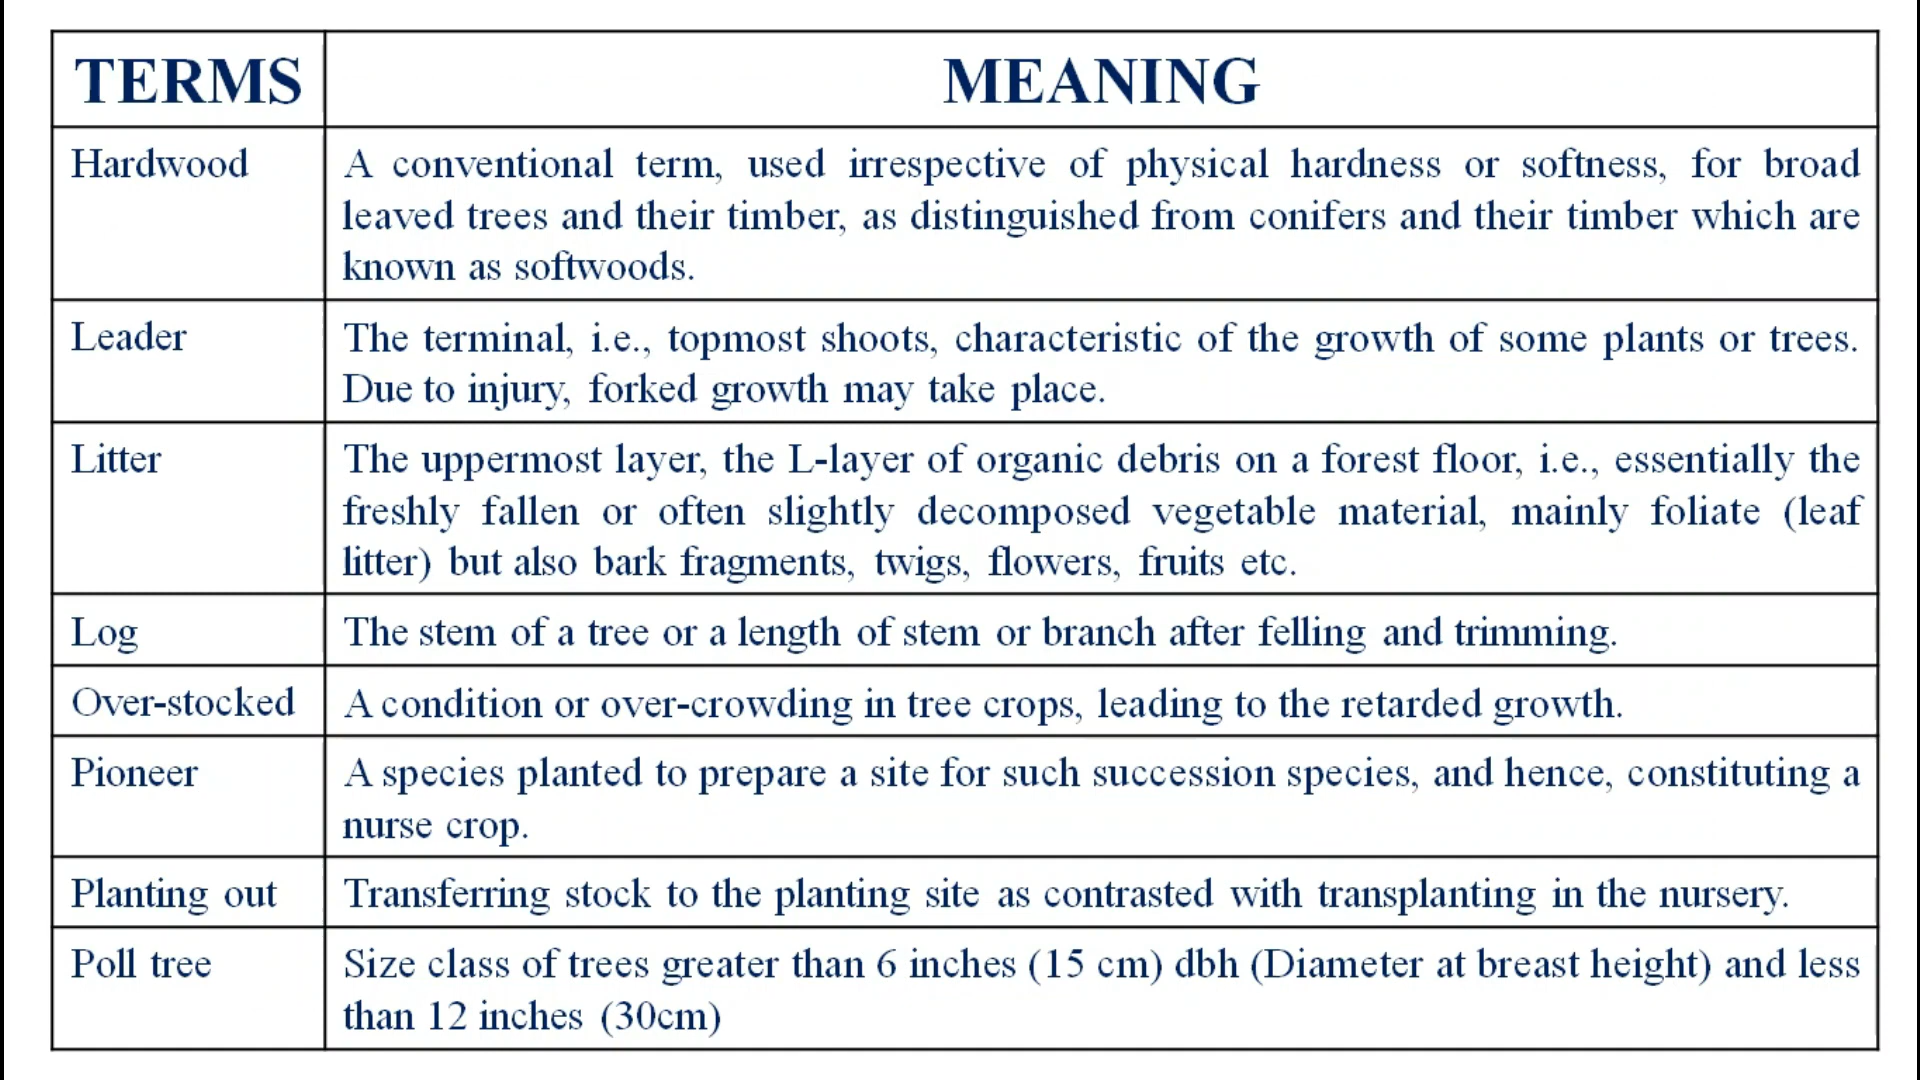 TERMS MEANING
Hardwood A conventional term, used irrespective of physical hardness or softness, for broad
leaved trees and their timber, as distinguished from conifers and their timber which are
known as softwoods.
Leader The terminal, i.e., topmost shoots, characteristic of the growth of some plants or trees.
Due to injury, forked growth may take place.
Litter The uppermost layer, the L-layer of organic debris on a forest floor, i.e., essentially the
freshly fallen or often slightly decomposed vegetable material, mainly foliate (leaf
litter) but also bark fragments, twigs, flowers, fruits etc.
Log The stem of a tree or a length of stem or branch after felling and trimming.
Over-stocked A condition or over-crowding in tree crops, leading to the retarded growth.
Pioneer A species planted to prepare a site for such succession species, and hence, constituting a
nurse crop.
Planting out Transferring stock to the planting site as contrasted with transplanting in the nursery.
Poll tree Size class of trees greater than 6 inches (15 cm) dbh (Diameter at breast height) and less
than 12 inches (30cm)